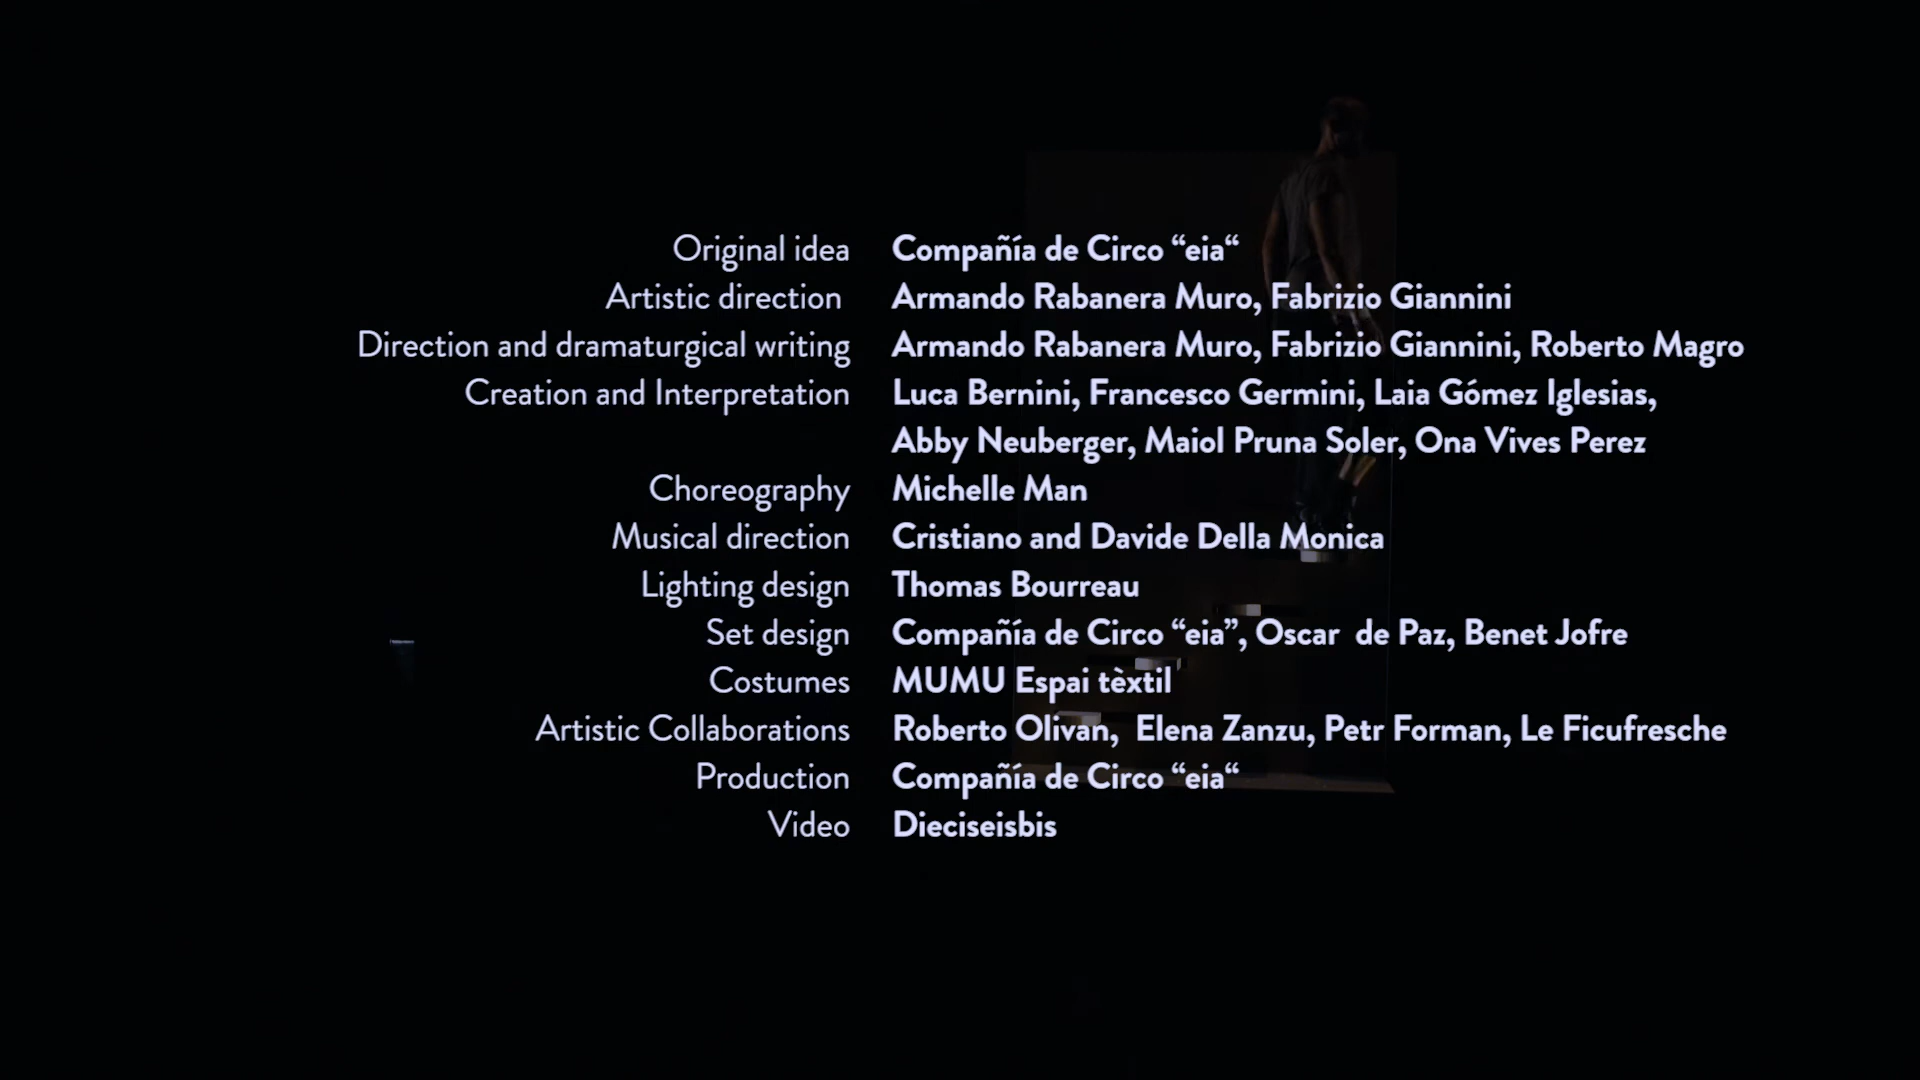 Original idea Compañía de Circo “eia“
Artistic direction Armando Rabanera Muro, Fabrizio Giannini
Direction and dramaturgical writing Armando Rabanera Muro, Fabrizio Giannini, Roberto Magro
Creation and Interpretation Luca Bernini, Francesco Germini, Laia Gómez Iglesias,
Abby Neuberger, Maiol Pruna Soler, Ona Vives Perez
Choreography Michelle Man
Musical direction Cristiano and Davide Della Monica
Lighting design Thomas Bourreau
Set design Compañía de Circo “eia”, Oscar de Paz, Benet Jofre
Costumes MUMU Espai tèxtil
Artistic Collaborations Roberto Olivan, Elena Zanzu, Petr Forman, Le Ficufresche
Production Compañía de Circo “eia“
Video Dieciseisbis